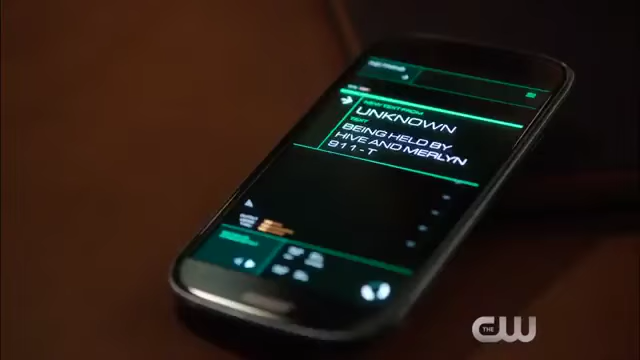 NEW TEXT FROM
UNKNOWN
TEXT
BEING HELD BY
HIVE AND MERLYN
911-T
THE CW